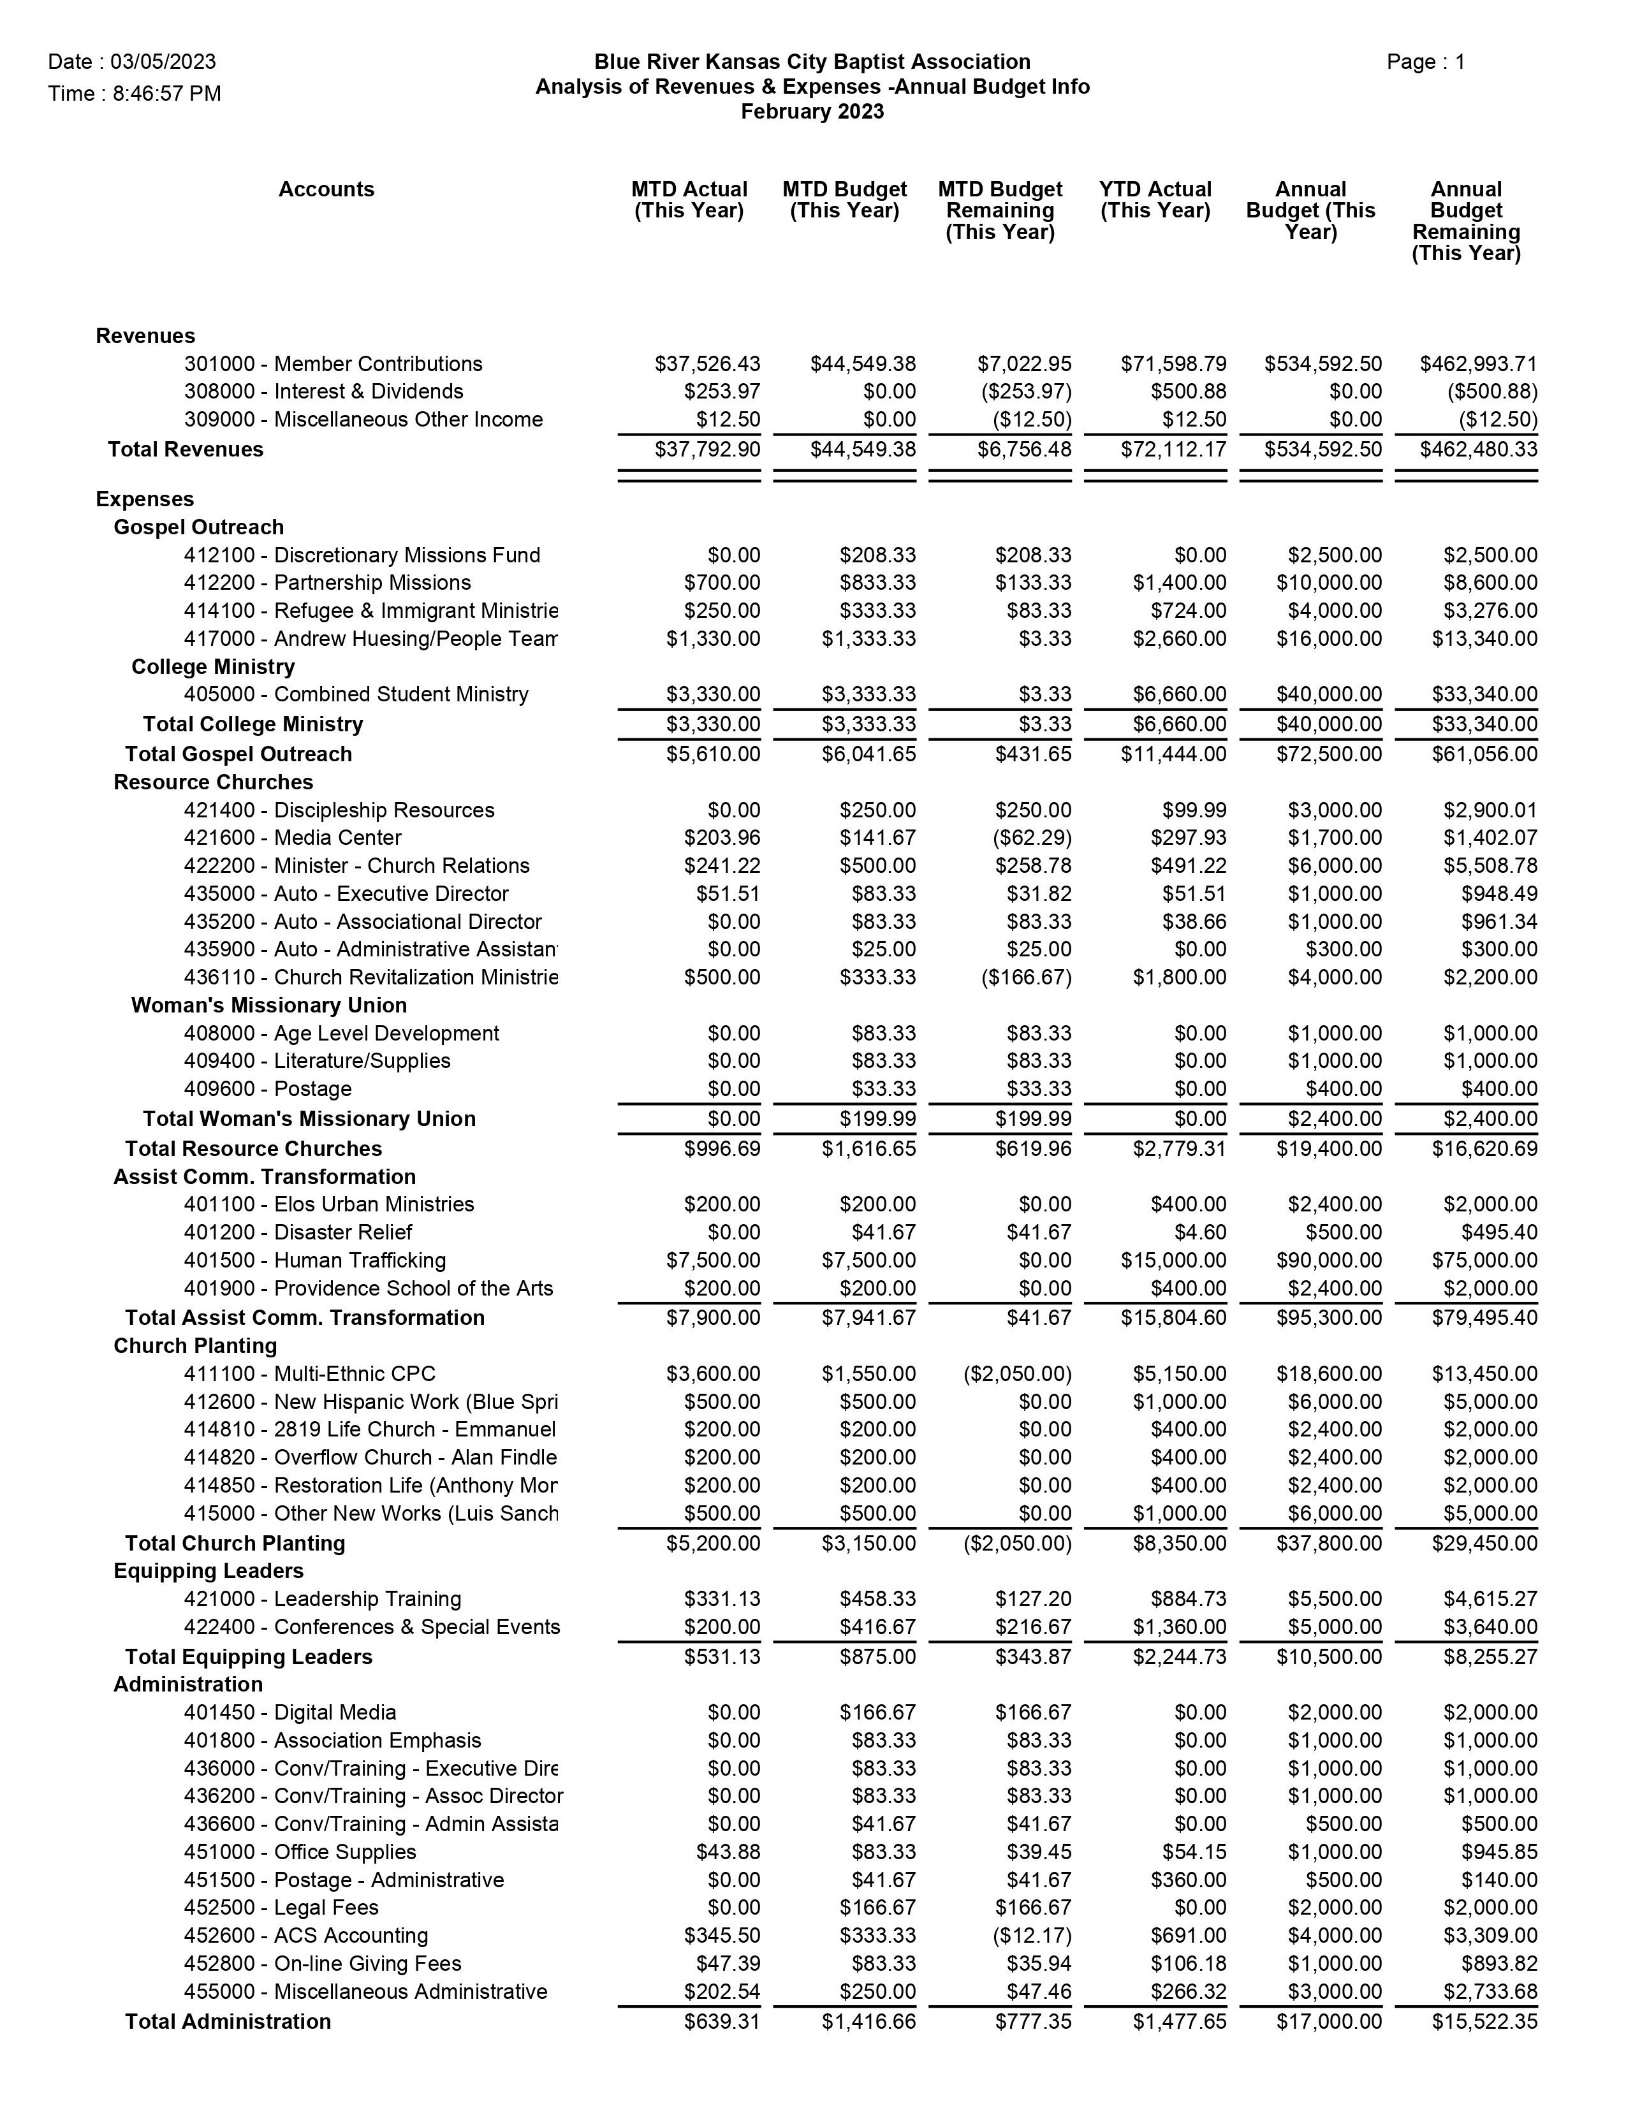 Date : 03/05/2023 Blue River Kansas City Baptist Association Page : 1
Time : 8:46:57 PM Analysis of Revenues & Expenses -Annual Budget Info
February 2023
Accounts MTD Actual (This Year) MTD Budget (This Year) MTD Budget Remaining (This Year) YTD Actual (This Year) Annual Budget (This Year) Annual Budget Remaining (This Year)
Revenues
301000 - Member Contributions $37,526.43 $44,549.38 $7,022.95 $71,598.79 $534,592.50 $462,993.71
308000 - Interest & Dividends $253.97 $0.00 ($253.97) $500.88 $0.00 ($500.88)
309000 - Miscellaneous Other Income $12.50 $0.00 ($12.50) $12.50 $0.00 ($12.50)
Total Revenues $37,792.90 $44,549.38 $6,756.48 $72,112.17 $534,592.50 $462,480.33
Expenses
Gospel Outreach
412100 - Discretionary Missions Fund $0.00 $208.33 $208.33 $0.00 $2,500.00 $2,500.00
412200 - Partnership Missions $700.00 $833.33 $133.33 $1,400.00 $10,000.00 $8,600.00
414100 - Refugee & Immigrant Ministrie $250.00 $333.33 $83.33 $724.00 $4,000.00 $3,276.00
417000 - Andrew Huesing/People Team $1,330.00 $1,333.33 $3.33 $2,660.00 $16,000.00 $13,340.00
College Ministry
405000 - Combined Student Ministry $3,330.00 $3,333.33 $3.33 $6,660.00 $40,000.00 $33,340.00
Total College Ministry $3,330.00 $3,333.33 $3.33 $6,660.00 $40,000.00 $33,340.00
Total Gospel Outreach $5,610.00 $6,041.65 $431.65 $11,444.00 $72,500.00 $61,056.00
Resource Churches
421400 - Discipleship Resources $0.00 $250.00 $250.00 $99.99 $3,000.00 $2,900.01
421600 - Media Center $203.96 $141.67 ($62.29) $297.93 $1,700.00 $1,402.07
422200 - Minister - Church Relations $241.22 $500.00 $258.78 $491.22 $6,000.00 $5,508.78
435000 - Auto - Executive Director $51.51 $83.33 $31.82 $51.51 $1,000.00 $948.49
435200 - Auto - Associational Director $0.00 $83.33 $83.33 $38.66 $1,000.00 $961.34
435900 - Auto - Administrative Assistant $0.00 $25.00 $25.00 $0.00 $300.00 $300.00
436110 - Church Revitalization Ministrie $500.00 $333.33 ($166.67) $1,800.00 $4,000.00 $2,200.00
Woman's Missionary Union
408000 - Age Level Development $0.00 $83.33 $83.33 $0.00 $1,000.00 $1,000.00
409400 - Literature/Supplies $0.00 $83.33 $83.33 $0.00 $1,000.00 $1,000.00
409600 - Postage $0.00 $33.33 $33.33 $0.00 $400.00 $400.00
Total Woman's Missionary Union $0.00 $199.99 $199.99 $0.00 $2,400.00 $2,400.00
Total Resource Churches $996.69 $1,616.65 $619.96 $2,779.31 $19,400.00 $16,620.69
Assist Comm. Transformation
401100 - Elos Urban Ministries $200.00 $200.00 $0.00 $400.00 $2,400.00 $2,000.00
401200 - Disaster Relief $0.00 $41.67 $41.67 $4.60 $500.00 $495.40
401500 - Human Trafficking $7,500.00 $7,500.00 $0.00 $15,000.00 $90,000.00 $75,000.00
401900 - Providence School of the Arts $200.00 $200.00 $0.00 $400.00 $2,400.00 $2,000.00
Total Assist Comm. Transformation $7,900.00 $7,941.67 $41.67 $15,804.60 $95,300.00 $79,495.40
Church Planting
411100 - Multi-Ethnic CPC $3,600.00 $1,550.00 ($2,050.00) $5,150.00 $18,600.00 $13,450.00
412600 - New Hispanic Work (Blue Spri $500.00 $500.00 $0.00 $1,000.00 $6,000.00 $5,000.00
414810 - 2819 Life Church - Emmanuel $200.00 $200.00 $0.00 $400.00 $2,400.00 $2,000.00
414820 - Overflow Church - Alan Findle $200.00 $200.00 $0.00 $400.00 $2,400.00 $2,000.00
414850 - Restoration Life (Anthony Mor $200.00 $200.00 $0.00 $400.00 $2,400.00 $2,000.00
415000 - Other New Works (Luis Sanch $500.00 $500.00 $0.00 $1,000.00 $6,000.00 $5,000.00
Total Church Planting $5,200.00 $3,150.00 ($2,050.00) $8,350.00 $37,800.00 $29,450.00
Equipping Leaders
421000 - Leadership Training $331.13 $458.33 $127.20 $884.73 $5,500.00 $4,615.27
422400 - Conferences & Special Events $200.00 $416.67 $216.67 $1,360.00 $5,000.00 $3,640.00
Total Equipping Leaders $531.13 $875.00 $343.87 $2,244.73 $10,500.00 $8,255.27
Administration
401450 - Digital Media $0.00 $166.67 $166.67 $0.00 $2,000.00 $2,000.00
401800 - Association Emphasis $0.00 $83.33 $83.33 $0.00 $1,000.00 $1,000.00
436000 - Conv/Training - Executive Dire $0.00 $83.33 $83.33 $0.00 $1,000.00 $1,000.00
436200 - Conv/Training - Assoc Director $0.00 $83.33 $83.33 $0.00 $1,000.00 $1,000.00
436600 - Conv/Training - Admin Assista $0.00 $41.67 $41.67 $0.00 $500.00 $500.00
451000 - Office Supplies $43.88 $83.33 $39.45 $54.15 $1,000.00 $945.85
451500 - Postage - Administrative $0.00 $41.67 $41.67 $360.00 $500.00 $140.00
452500 - Legal Fees $0.00 $166.67 $166.67 $0.00 $2,000.00 $2,000.00
452600 - ACS Accounting $345.50 $333.33 ($12.17) $691.00 $4,000.00 $3,309.00
452800 - On-line Giving Fees $47.39 $83.33 $35.94 $106.18 $1,000.00 $893.82
455000 - Miscellaneous Administrative $202.54 $250.00 $47.46 $266.32 $3,000.00 $2,733.68
Total Administration $639.31 $1,416.66 $777.35 $1,477.65 $17,000.00 $15,522.35